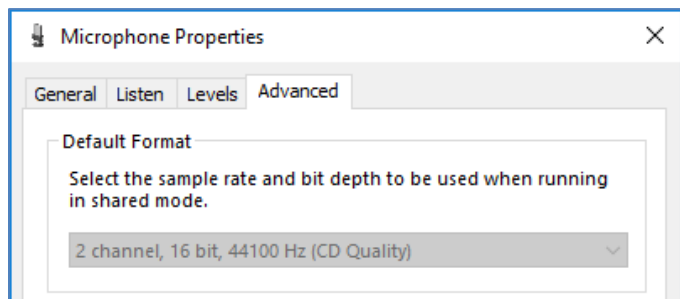 Microphone Properties
General Listen Levels Advanced
Default Format
Select the sample rate and bit depth to be used when running
in shared mode.
2 channel, 16 bit, 44100 Hz (CD Quality)